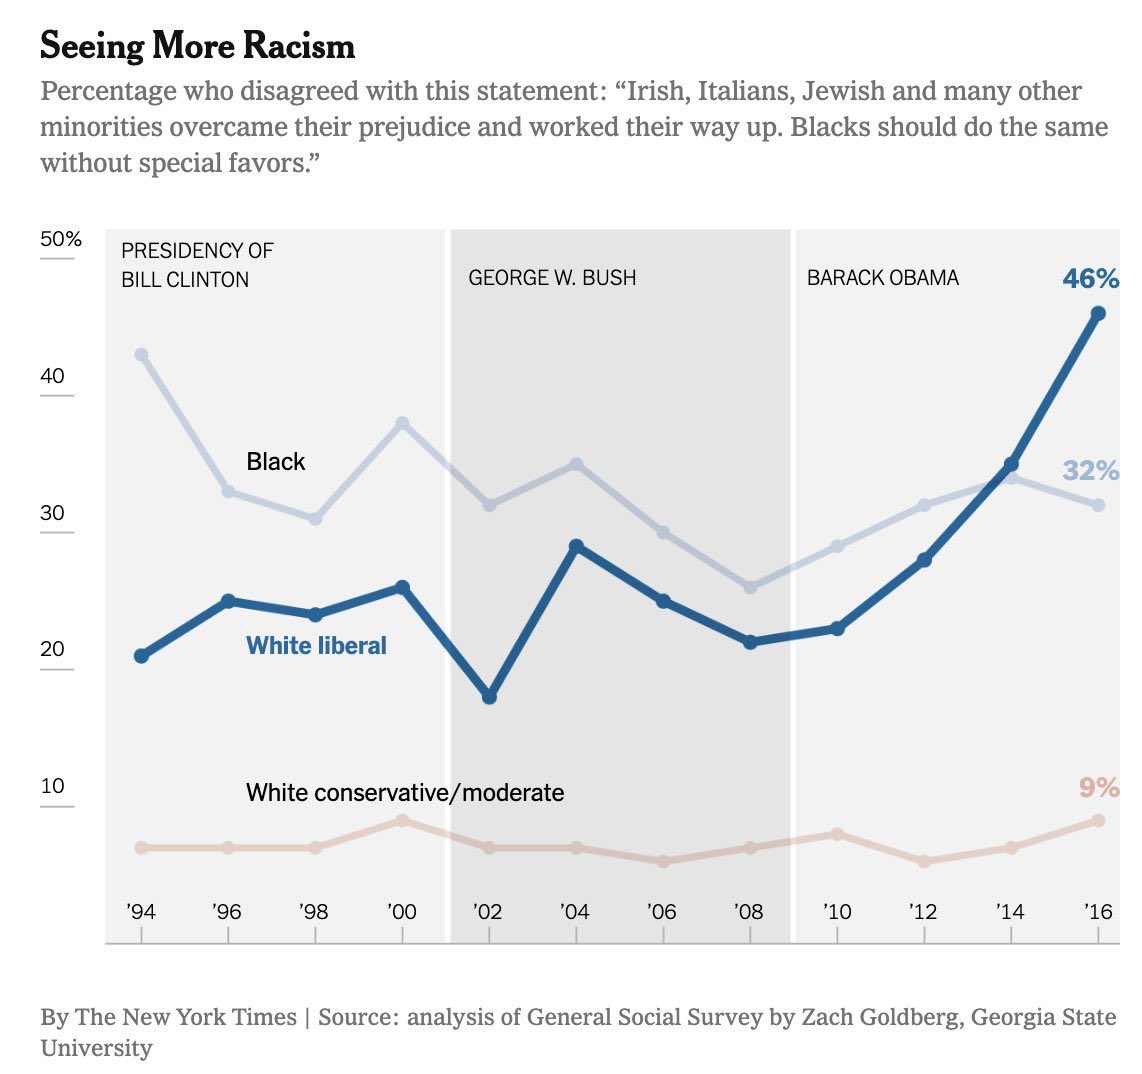 Seeing More Racism
Percentage who disagreed with this statement: “Irish, Italians, Jewish and many other
minorities overcame their prejudice and worked their way up. Blacks should do the same
without special favors.”
50%
PRESIDENCY OF
BILL CLINTON
GEORGE W. BUSH
BARACK OBAMA
46%
40
Black
32%
30
20
White liberal
10
White conservative/moderate
9%
’94 ’96 ’98 ’00 ’02 ’04 ’06 ’08 ’10 ’12 ’14 ’16
By The New York Times | Source: analysis of General Social Survey by Zach Goldberg, Georgia State
University